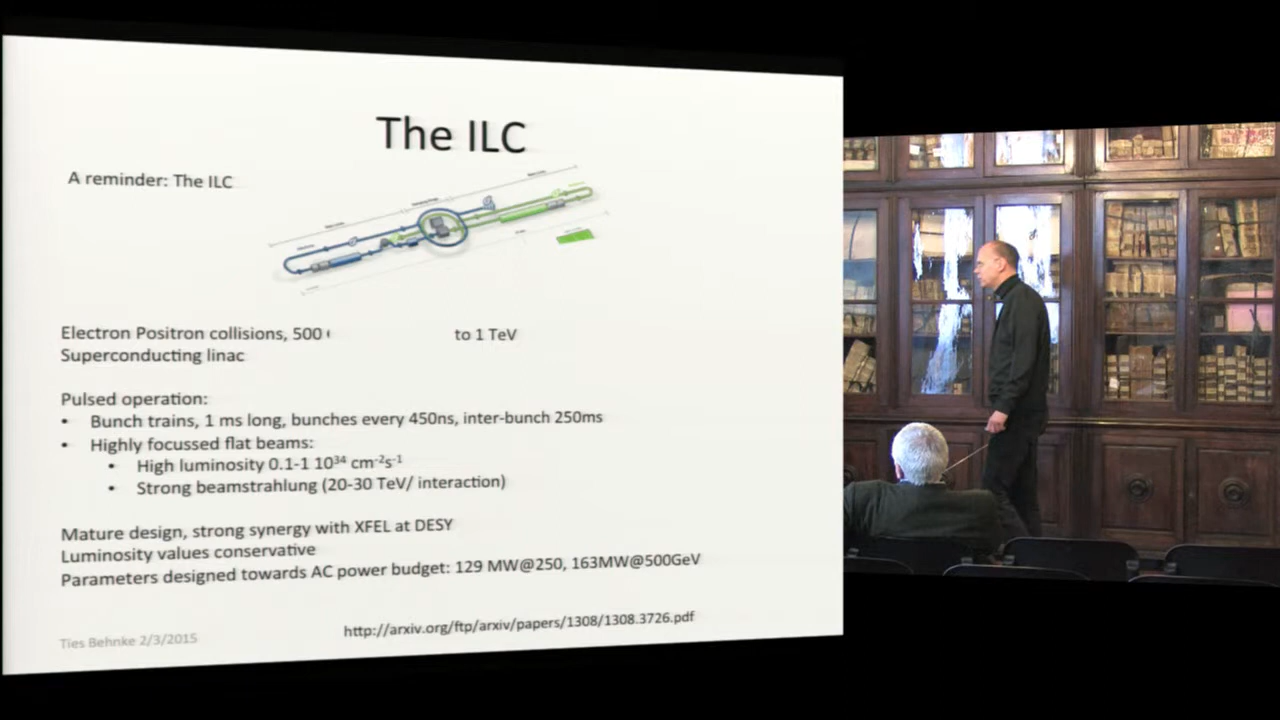 The ILC
A reminder: The ILC
Electron Positron collisions, 500 to 1 TeV
Superconducting linac
Pulsed operation:
• Bunch trains, 1 ms long, bunches every 450ns, inter-bunch 250ms
• Highly focussed flat beams:
• High luminosity 0.1-1 10³⁴ cm⁻²s⁻¹
• Strong beamstrahlung (20-30 TeV/ interaction)
Mature design, strong synergy with XFEL at DESY
Luminosity values conservative
Parameters designed towards AC power budget: 129 MW@250, 163MW@500GeV
http://arxiv.org/ftp/arxiv/papers/1308/1308.3726.pdf
Ties Behnke 2/3/2015